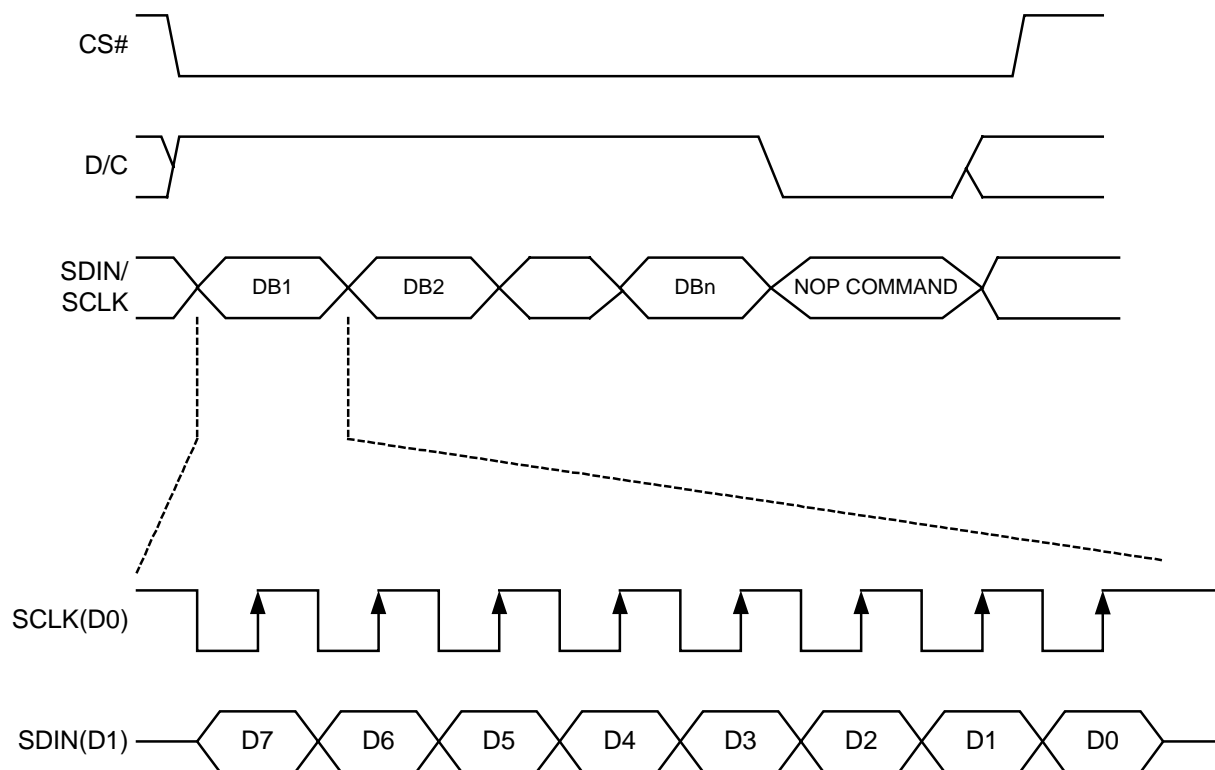 CS#
D/C
SDIN/
SCLK
DB1 DB2 DBn NOP COMMAND
SCLK(D0)
SDIN(D1) D7 D6 D5 D4 D3 D2 D1 D0